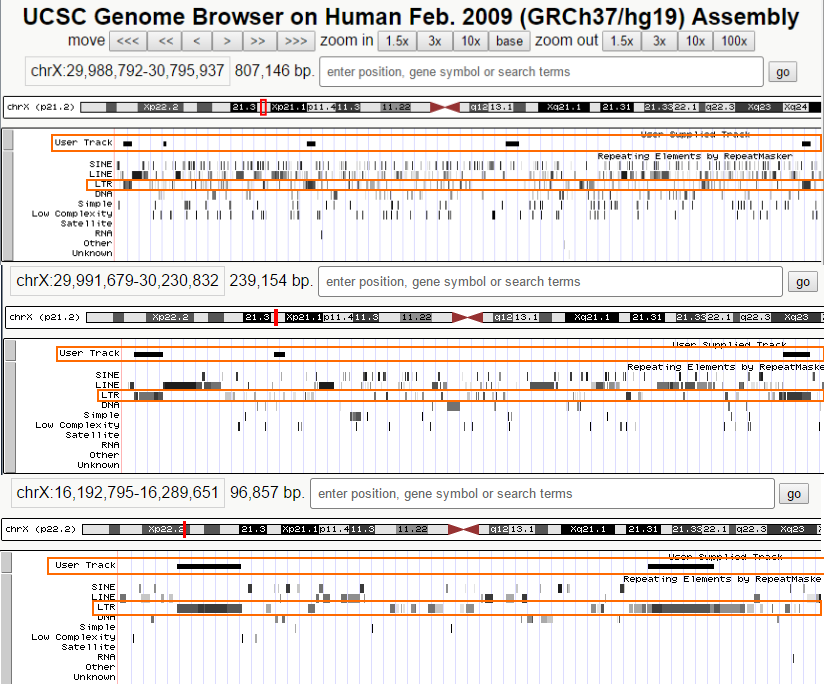 UCSC Genome Browser on Human Feb. 2009 (GRCh37/hg19) Assembly
move <<< << < > >> >>> zoom in 1.5x 3x 10x base zoom out 1.5x 3x 10x 100x
chrX:29,988,792-30,795,937 807,146 bp. enter position, gene symbol or search terms go
chrX (p21.2) Xp22.2 21.3 Xp21.1 p11.4 11.3 11.22 q12 13.1 Xq21.1 21.31 21.33 22.1 q22.3 Xq23 Xq24
User Supplied Track
User Track
Repeating Elements by RepeatMasker
SINE
LINE
LTR
DNA
Simple
Low Complexity
Satellite
RNA
Other
Unknown
chrX:29,991,679-30,230,832 239,154 bp. enter position, gene symbol or search terms go
chrX (p21.2) Xp22.2 21.3 Xp21.1 p11.4 11.3 11.22 q12 13.1 Xq21.1 21.31 21.33 22.1 q22.3 Xq23
User Supplied Track
User Track
Repeating Elements by RepeatMaske
SINE
LINE
LTR
DNA
Simple
Low Complexity
Satellite
RNA
Other
Unknown
chrX:16,192,795-16,289,651 96,857 bp. enter position, gene symbol or search terms go
chrX (p22.2) Xp22.2 21.3 Xp21.1 p11.4 11.3 11.22 q12 13.1 Xq21.1 21.31 21.33 22.1 q22.3 Xq23
User Supplied Track
User Track
Repeating Elements by RepeatMaske
SINE
LINE
LTR
DNA
Simple
Low Complexity
Satellite
RNA
Other
Unknown